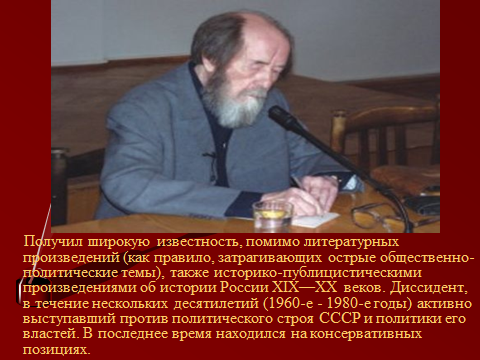 Получил широкую известность, помимо литературных
произведений (как правило, затрагивающих острые общественно-
политические темы), также историко-публицистическими
произведениями об истории России XIX—XX веков. Диссидент,
в течение нескольких десятилетий (1960-е - 1980-е годы) активно
выступавший против политического строя СССР и политики его
властей. В последнее время находился на консервативных
позициях.